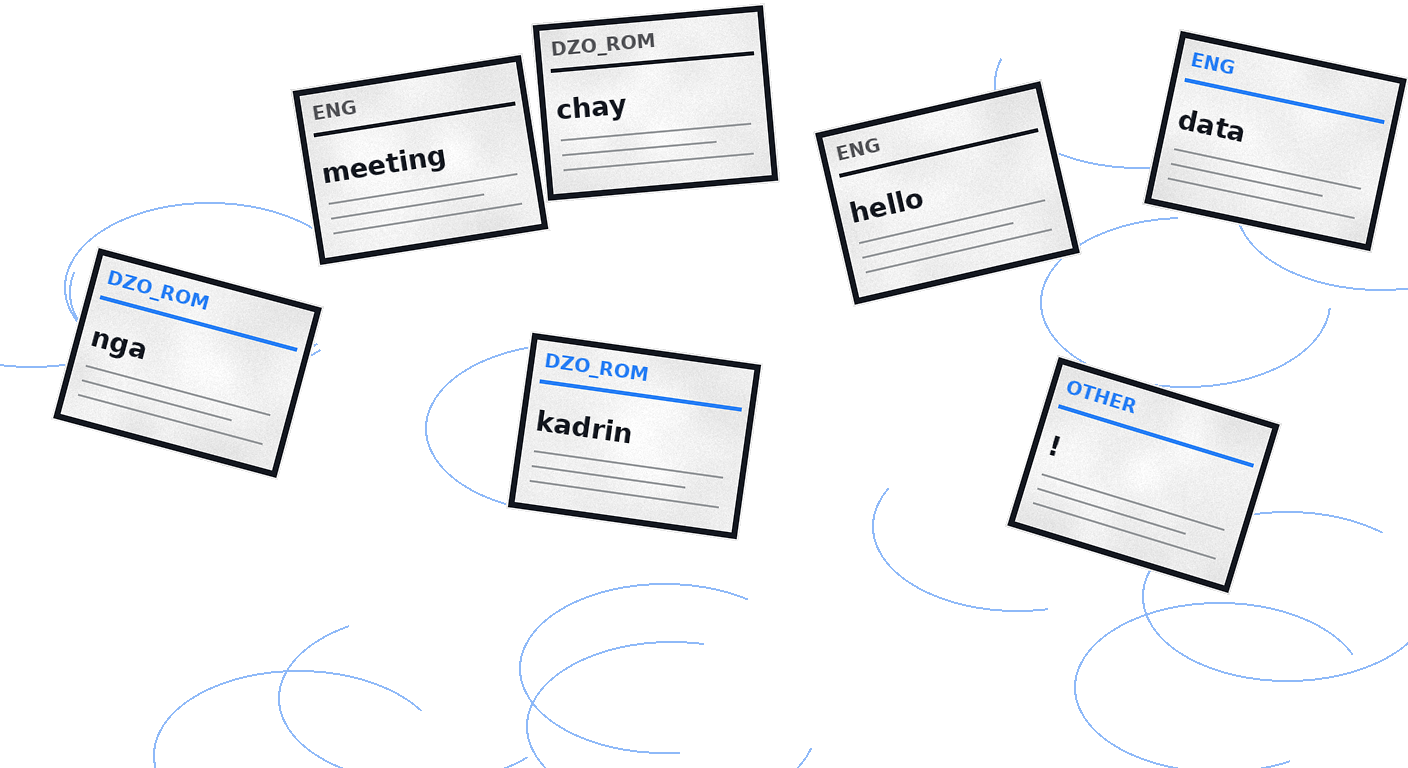 ENG
meeting
DZO_ROM
chay
ENG
hello
ENG
data
DZO_ROM
nga
DZO_ROM
kadrin
OTHER
!